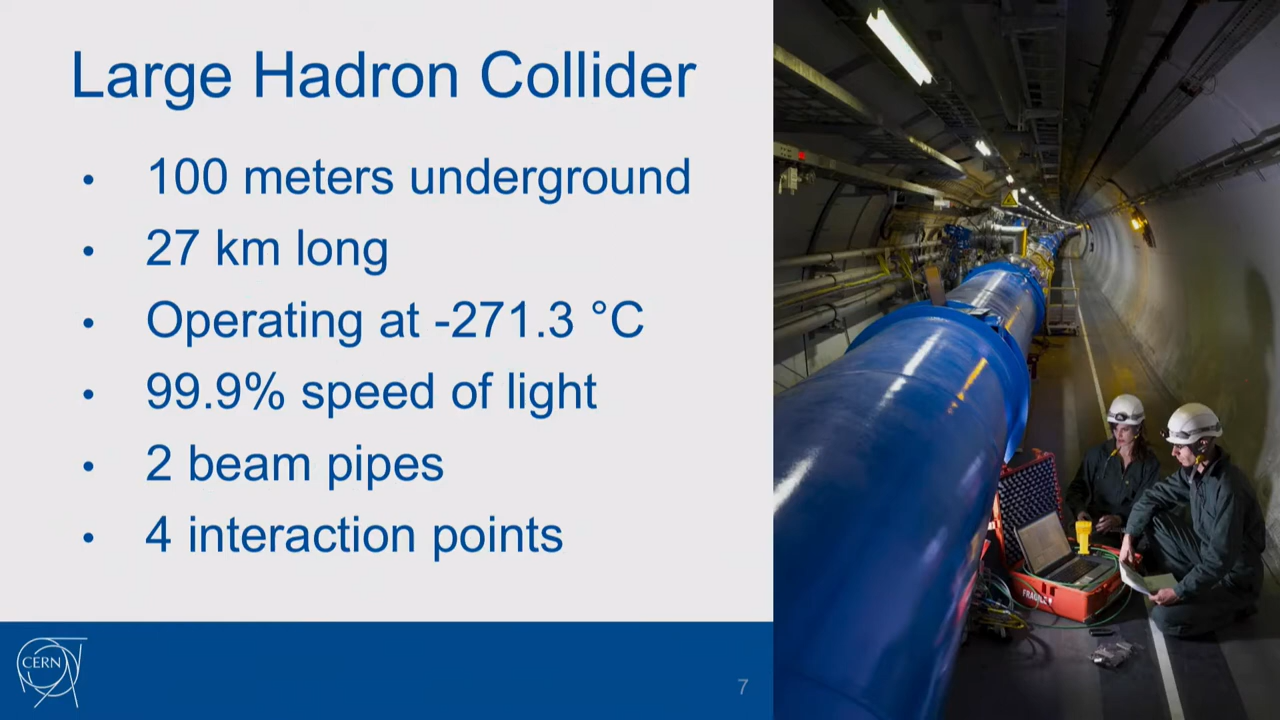 Large Hadron Collider
• 100 meters underground
• 27 km long
• Operating at -271.3 °C
• 99.9% speed of light
• 2 beam pipes
• 4 interaction points
FRAGILE
CERN
7